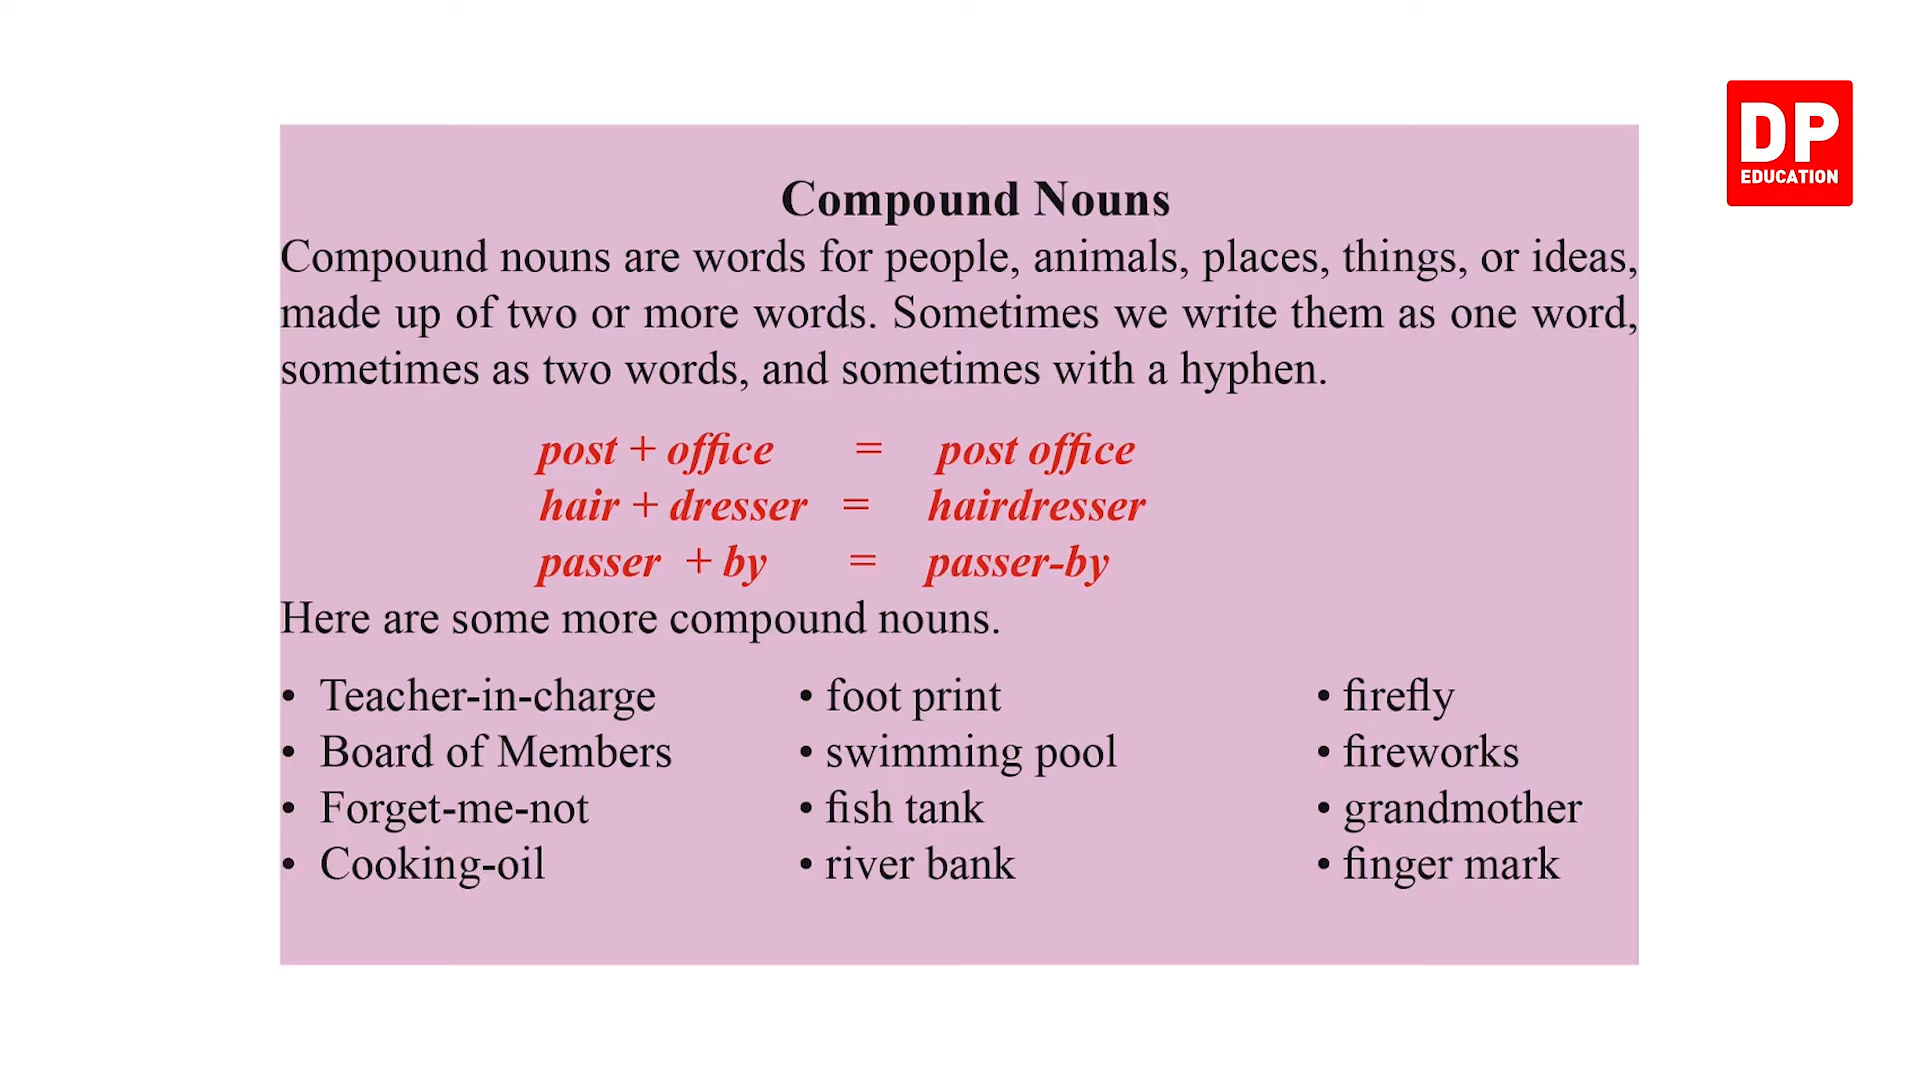 DP
EDUCATION
Compound Nouns
Compound nouns are words for people, animals, places, things, or ideas,
made up of two or more words. Sometimes we write them as one word,
sometimes as two words, and sometimes with a hyphen.
post + office = post office
hair + dresser = hairdresser
passer + by = passer-by
Here are some more compound nouns.
• Teacher-in-charge • foot print • firefly
• Board of Members • swimming pool • fireworks
• Forget-me-not • fish tank • grandmother
• Cooking-oil • river bank • finger mark